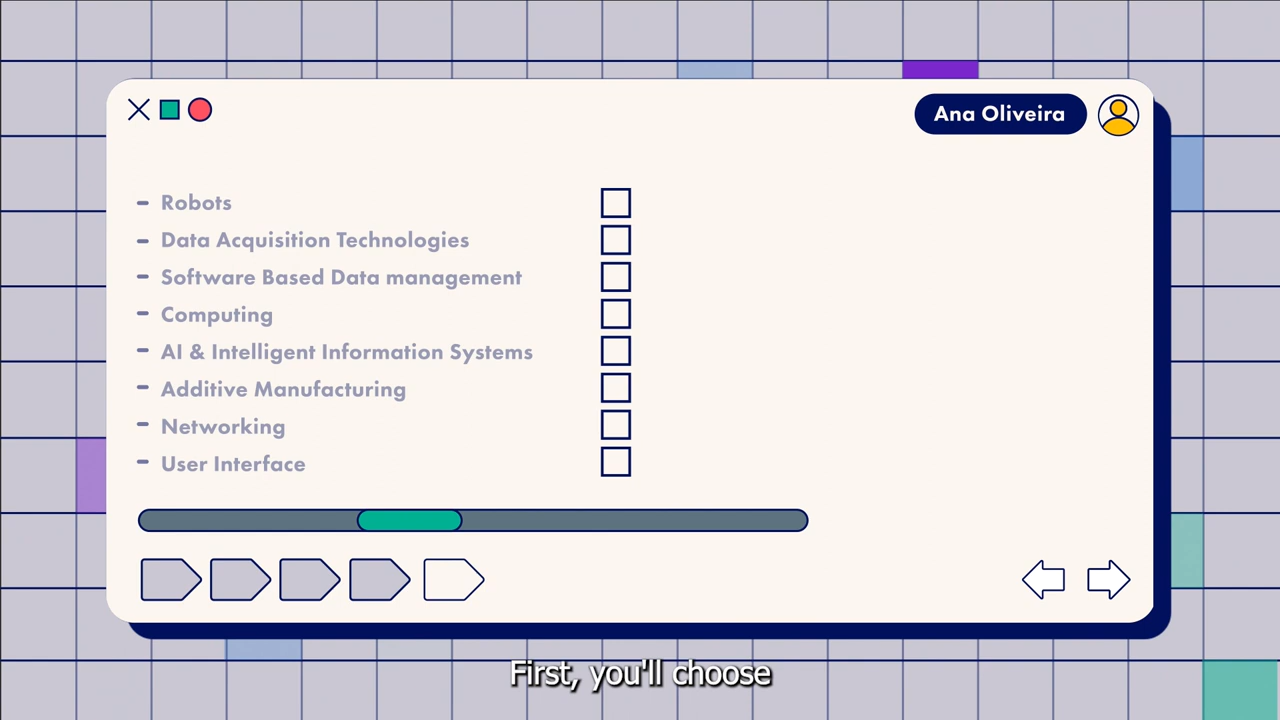 Ana Oliveira
- Robots
- Data Acquisition Technologies
- Software Based Data management
- Computing
- AI & Intelligent Information Systems
- Additive Manufacturing
- Networking
- User Interface
First, you'll choose